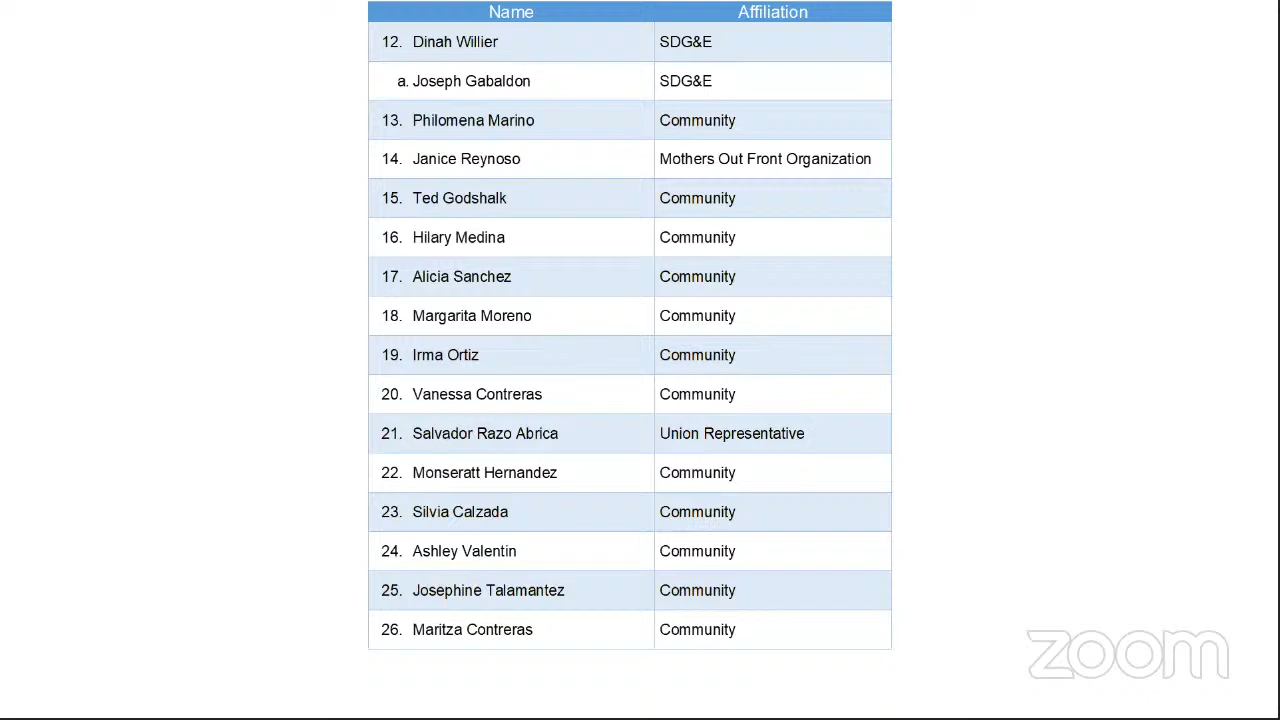 Name Affiliation
12. Dinah Willier SDG&E
a. Joseph Gabaldon SDG&E
13. Philomena Marino Community
14. Janice Reynoso Mothers Out Front Organization
15. Ted Godshalk Community
16. Hilary Medina Community
17. Alicia Sanchez Community
18. Margarita Moreno Community
19. Irma Ortiz Community
20. Vanessa Contreras Community
21. Salvador Razo Abrica Union Representative
22. Monseratt Hernandez Community
23. Silvia Calzada Community
24. Ashley Valentin Community
25. Josephine Talamantez Community
26. Maritza Contreras Community
zoom